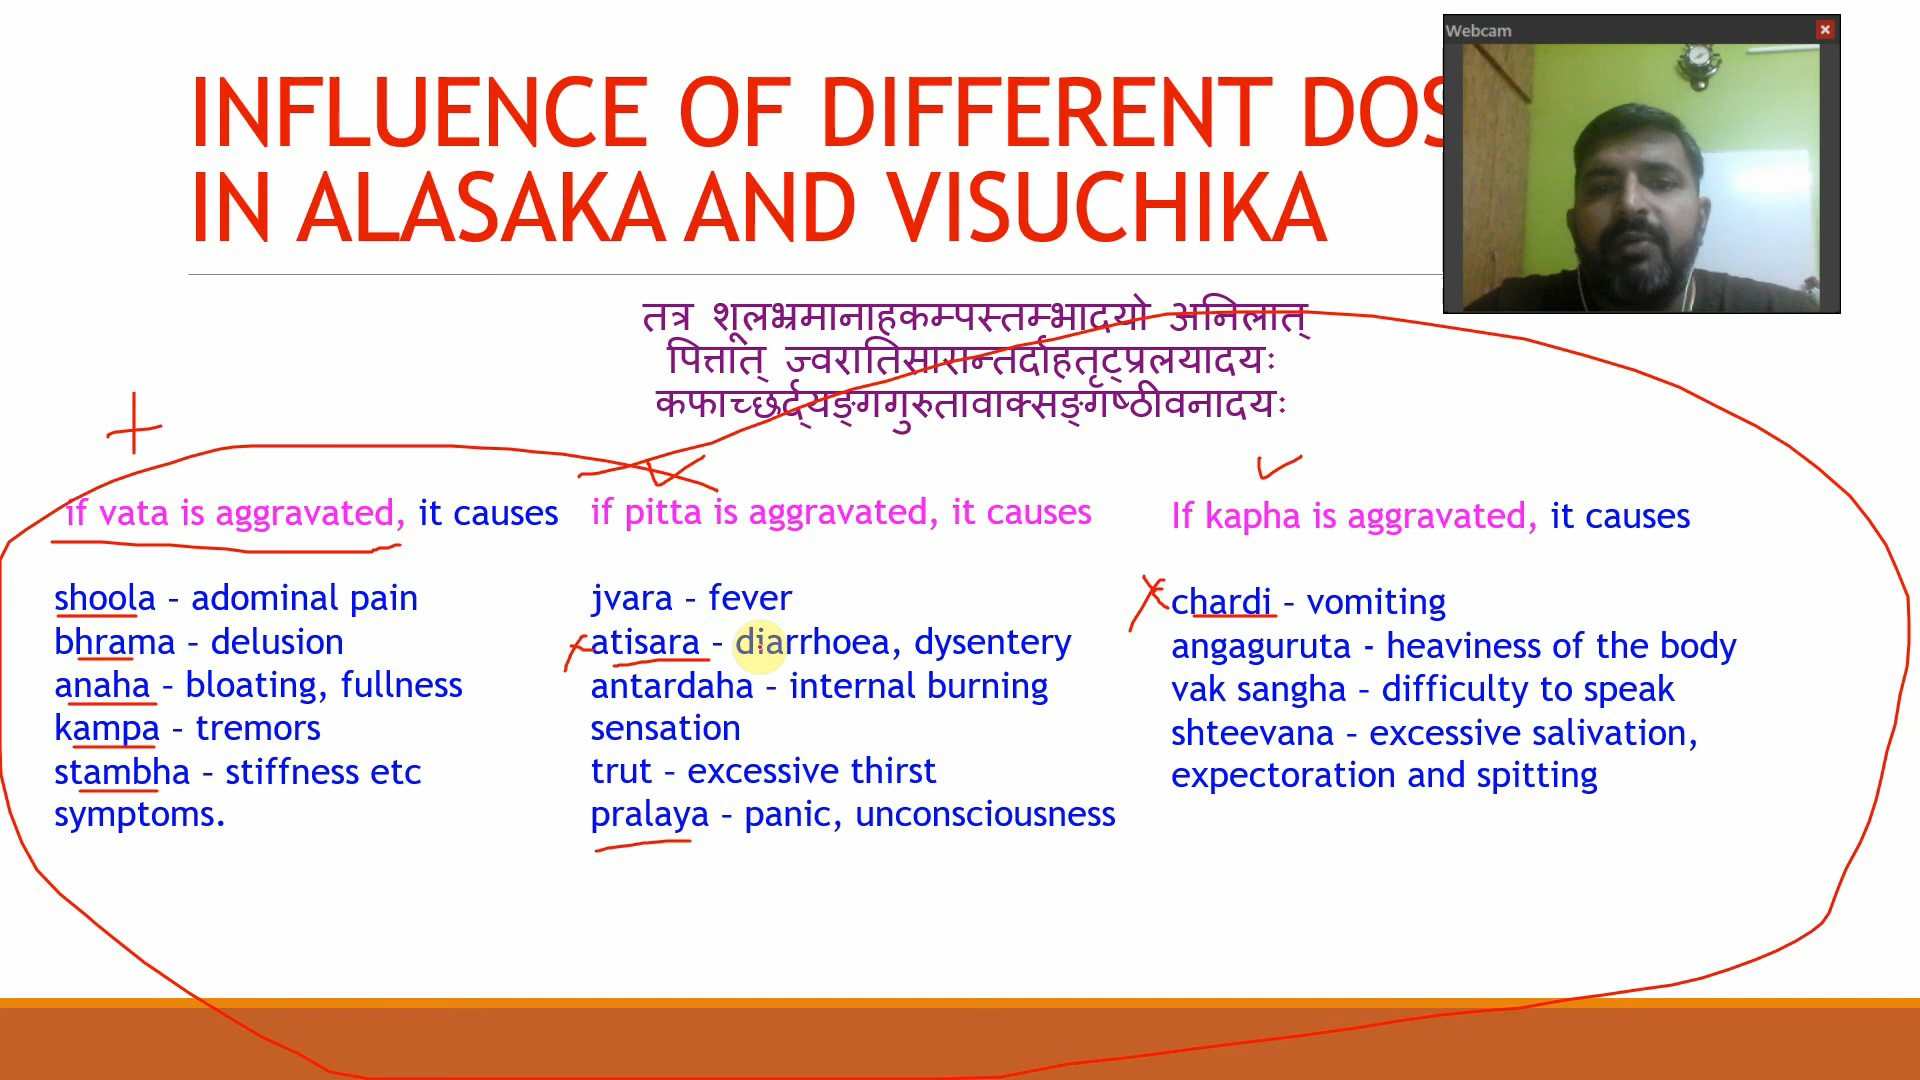 Webcam
INFLUENCE OF DIFFERENT DOS
IN ALASAKA AND VISUCHIKA
तत्र शूलभ्रमानाहकम्पस्तम्भादयो अनिलात्
पित्तात् ज्वरातिसारान्तर्दाहतृट्प्रलयादयः
कफाच्छर्द्यङ्गगुरुतावाक्सङ्गष्ठीवनादयः
if vata is aggravated, it causes
shoola – adominal pain
bhrama – delusion
anaha – bloating, fullness
kampa – tremors
stambha – stiffness etc
symptoms.
if pitta is aggravated, it causes
jvara – fever
atisara – diarrhoea, dysentery
antardaha – internal burning
sensation
trut – excessive thirst
pralaya – panic, unconsciousness
If kapha is aggravated, it causes
chardi – vomiting
angaguruta - heaviness of the body
vak sangha – difficulty to speak
shteevana – excessive salivation,
expectoration and spitting